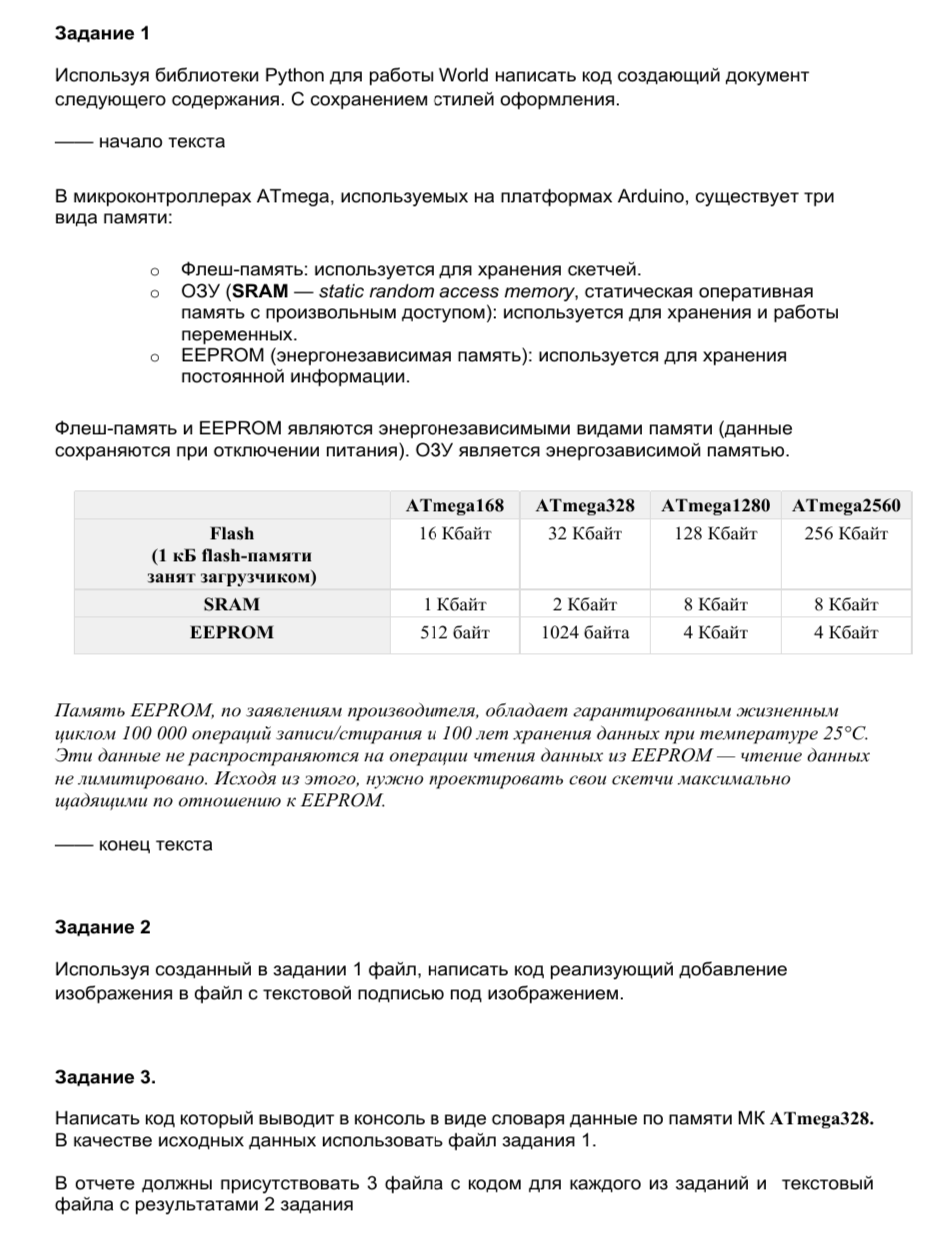 Задание 1
Используя библиотеки Python для работы World написать код создающий документ
следующего содержания. С сохранением стилей оформления.
—— начало текста
В микроконтроллерах ATmega, используемых на платформах Arduino, существует три
вида памяти:
o Флеш-память: используется для хранения скетчей.
o ОЗУ (SRAM — static random access memory, статическая оперативная
память с произвольным доступом): используется для хранения и работы
переменных.
o EEPROM (энергонезависимая память): используется для хранения
постоянной информации.
Флеш-память и EEPROM являются энергонезависимыми видами памяти (данные
сохраняются при отключении питания). ОЗУ является энергозависимой памятью.
ATmega168 ATmega328 ATmega1280 ATmega2560
Flash 16 Кбайт 32 Кбайт 128 Кбайт 256 Кбайт
(1 кБ flash-памяти
занят загрузчиком)
SRAM 1 Кбайт 2 Кбайт 8 Кбайт 8 Кбайт
EEPROM 512 байт 1024 байта 4 Кбайт 4 Кбайт
Память EEPROM, по заявлениям производителя, обладает гарантированным жизненным
циклом 100 000 операций записи/стирания и 100 лет хранения данных при температуре 25°С.
Эти данные не распространяются на операции чтения данных из EEPROM — чтение данных
не лимитировано. Исходя из этого, нужно проектировать свои скетчи максимально
щадящими по отношению к EEPROM.
—— конец текста
Задание 2
Используя созданный в задании 1 файл, написать код реализующий добавление
изображения в файл с текстовой подписью под изображением.
Задание 3.
Написать код который выводит в консоль в виде словаря данные по памяти МК ATmega328.
В качестве исходных данных использовать файл задания 1.
В отчете должны присутствовать 3 файла с кодом для каждого из заданий и текстовый
файла с результатами 2 задания